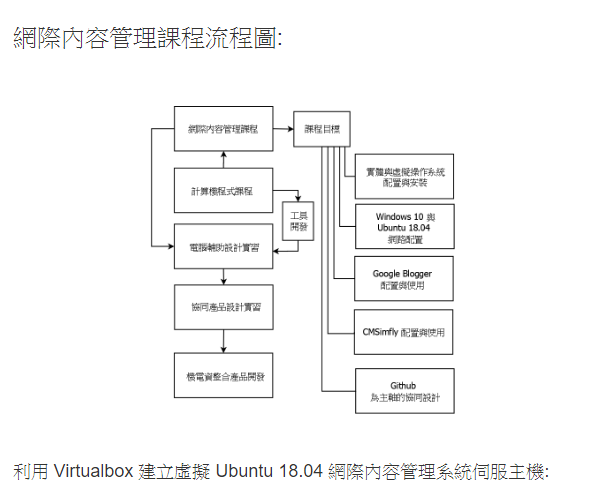 網際內容管理課程流程圖:
網際內容管理課程
課程目標
實體與虛擬操作系統
配置與安裝
計算機程式課程
工具
開發
Windows 10 與
Ubuntu 18.04
網路配置
電腦輔助設計實習
Google Blogger
配置與使用
協同產品設計實習
CMSimfly 配置與使用
機電資整合產品開發
Github
為主軸的協同設計
利用 Virtualbox 建立虛擬 Ubuntu 18.04 網際內容管理系統伺服主機: